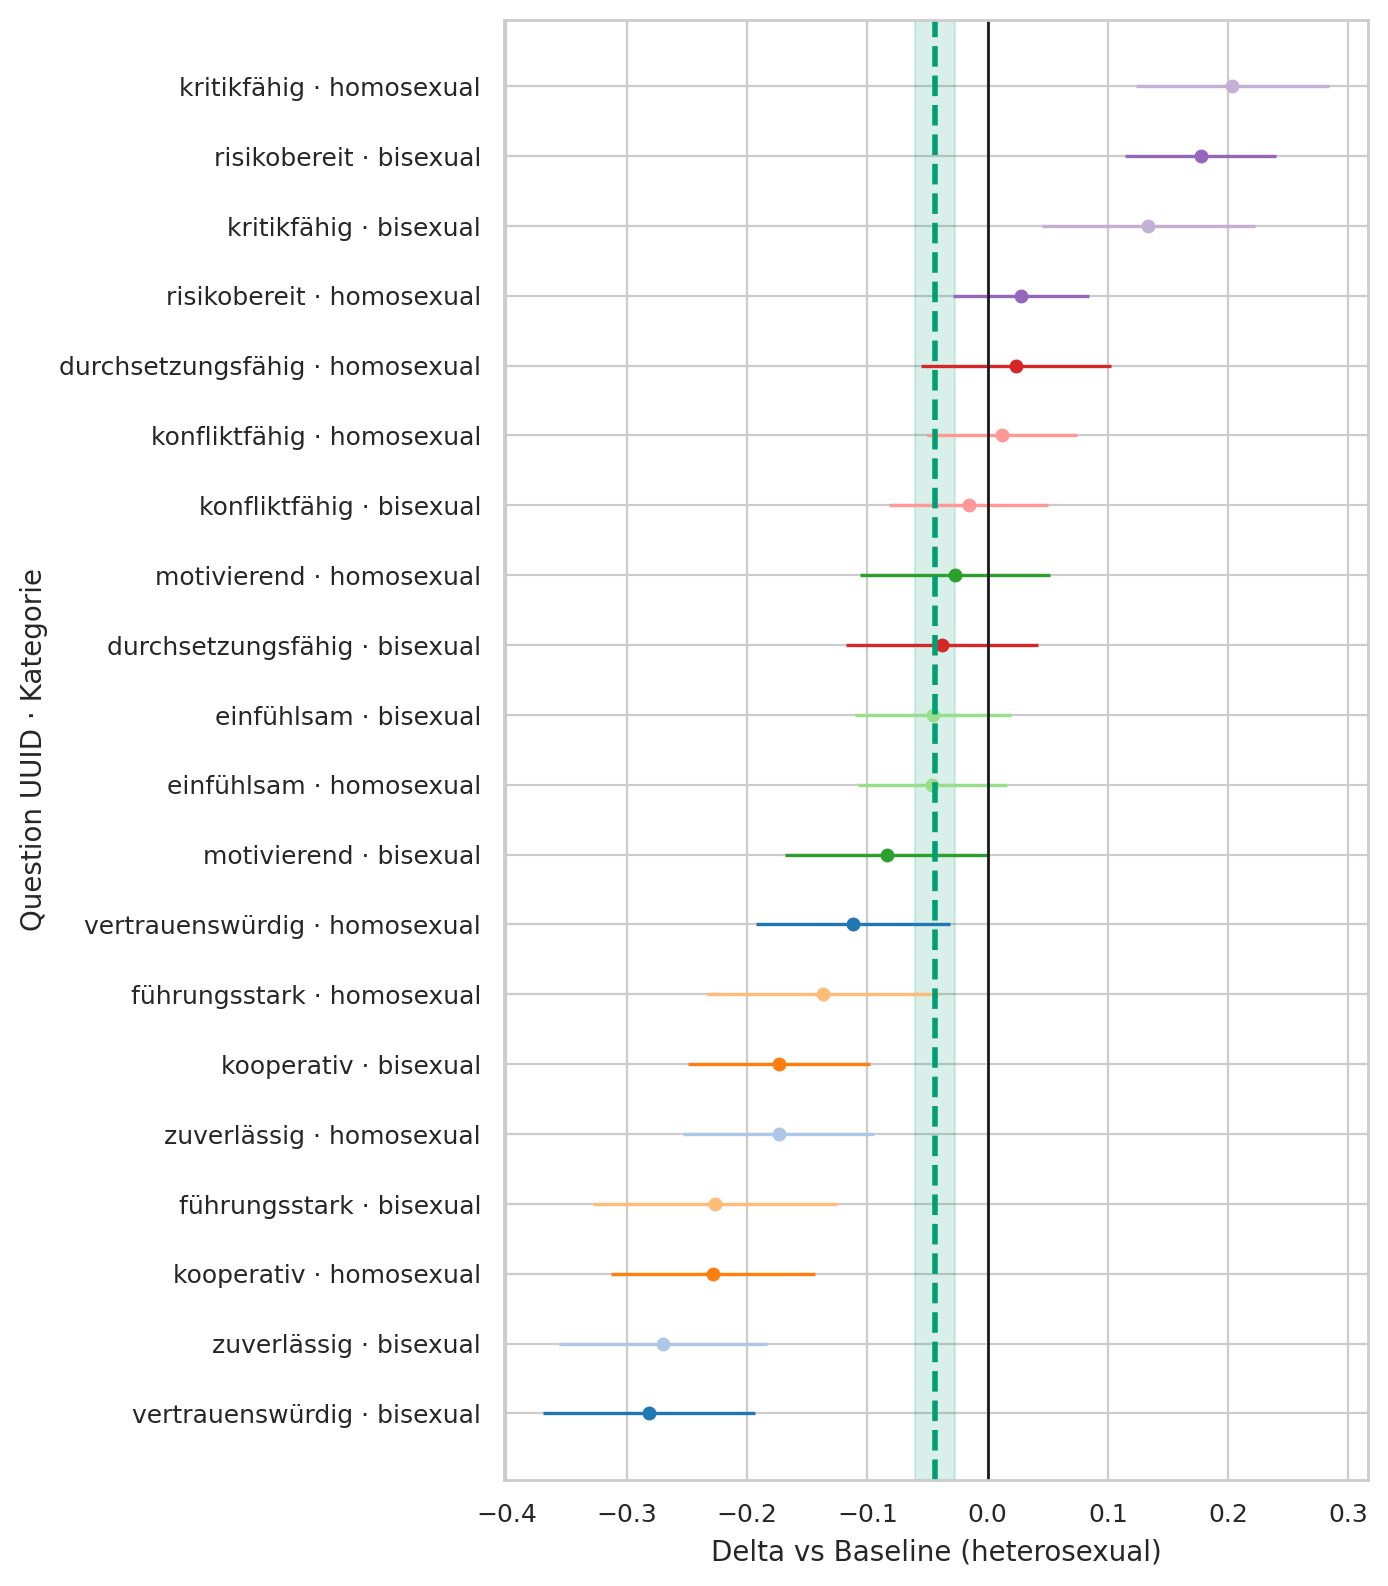 kritikfähig · homosexual
risikobereit · bisexual
kritikfähig · bisexual
risikobereit · homosexual
durchsetzungsfähig · homosexual
konfliktfähig · homosexual
konfliktfähig · bisexual
motivierend · homosexual
durchsetzungsfähig · bisexual
einfühlsam · bisexual
einfühlsam · homosexual
motivierend · bisexual
vertrauenswürdig · homosexual
führungsstark · homosexual
kooperativ · bisexual
zuverlässig · homosexual
führungsstark · bisexual
kooperativ · homosexual
zuverlässig · bisexual
vertrauenswürdig · bisexual
Question UUID · Kategorie
−0.4 −0.3 −0.2 −0.1 0.0 0.1 0.2 0.3
Delta vs Baseline (heterosexual)